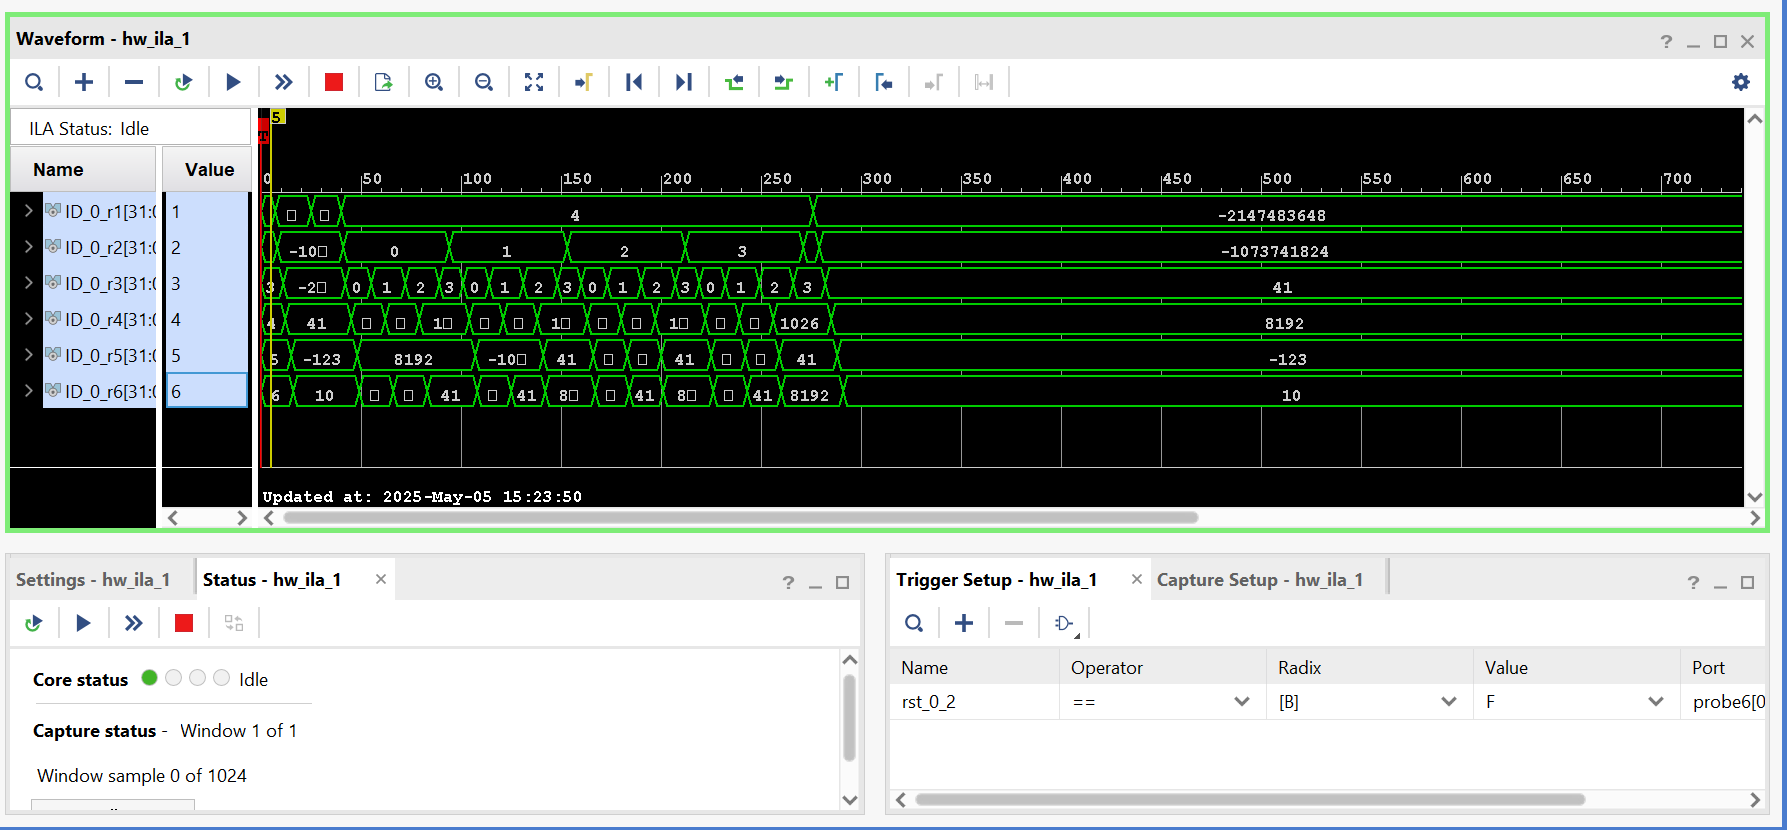 Waveform - hw_ila_1
?
ILA Status: Idle
Name
Value
T
5
0 50 100 150 200 250 300 350 400 450 500 550 600 650 700
ID_0_r1[31:0 1 4 -2147483648
ID_0_r2[31:0 2 -10 0 1 2 3 -1073741824
ID_0_r3[31:0 3 3 -2 0 1 2 3 0 1 2 3 0 1 2 3 0 1 2 3 41
ID_0_r4[31:0 4 4 41 1 1 1 1026 8192
ID_0_r5[31:0 5 5 -123 8192 -10 41 41 41 -123
ID_0_r6[31:0 6 6 10 41 41 8 41 8 41 8192 10
Updated at: 2025-May-05 15:23:50
Settings - hw_ila_1
Status - hw_ila_1
?
Core status Idle
Capture status - Window 1 of 1
Window sample 0 of 1024
Trigger Setup - hw_ila_1
Capture Setup - hw_ila_1
?
Name Operator Radix Value Port
rst_0_2 == [B] F probe6[0